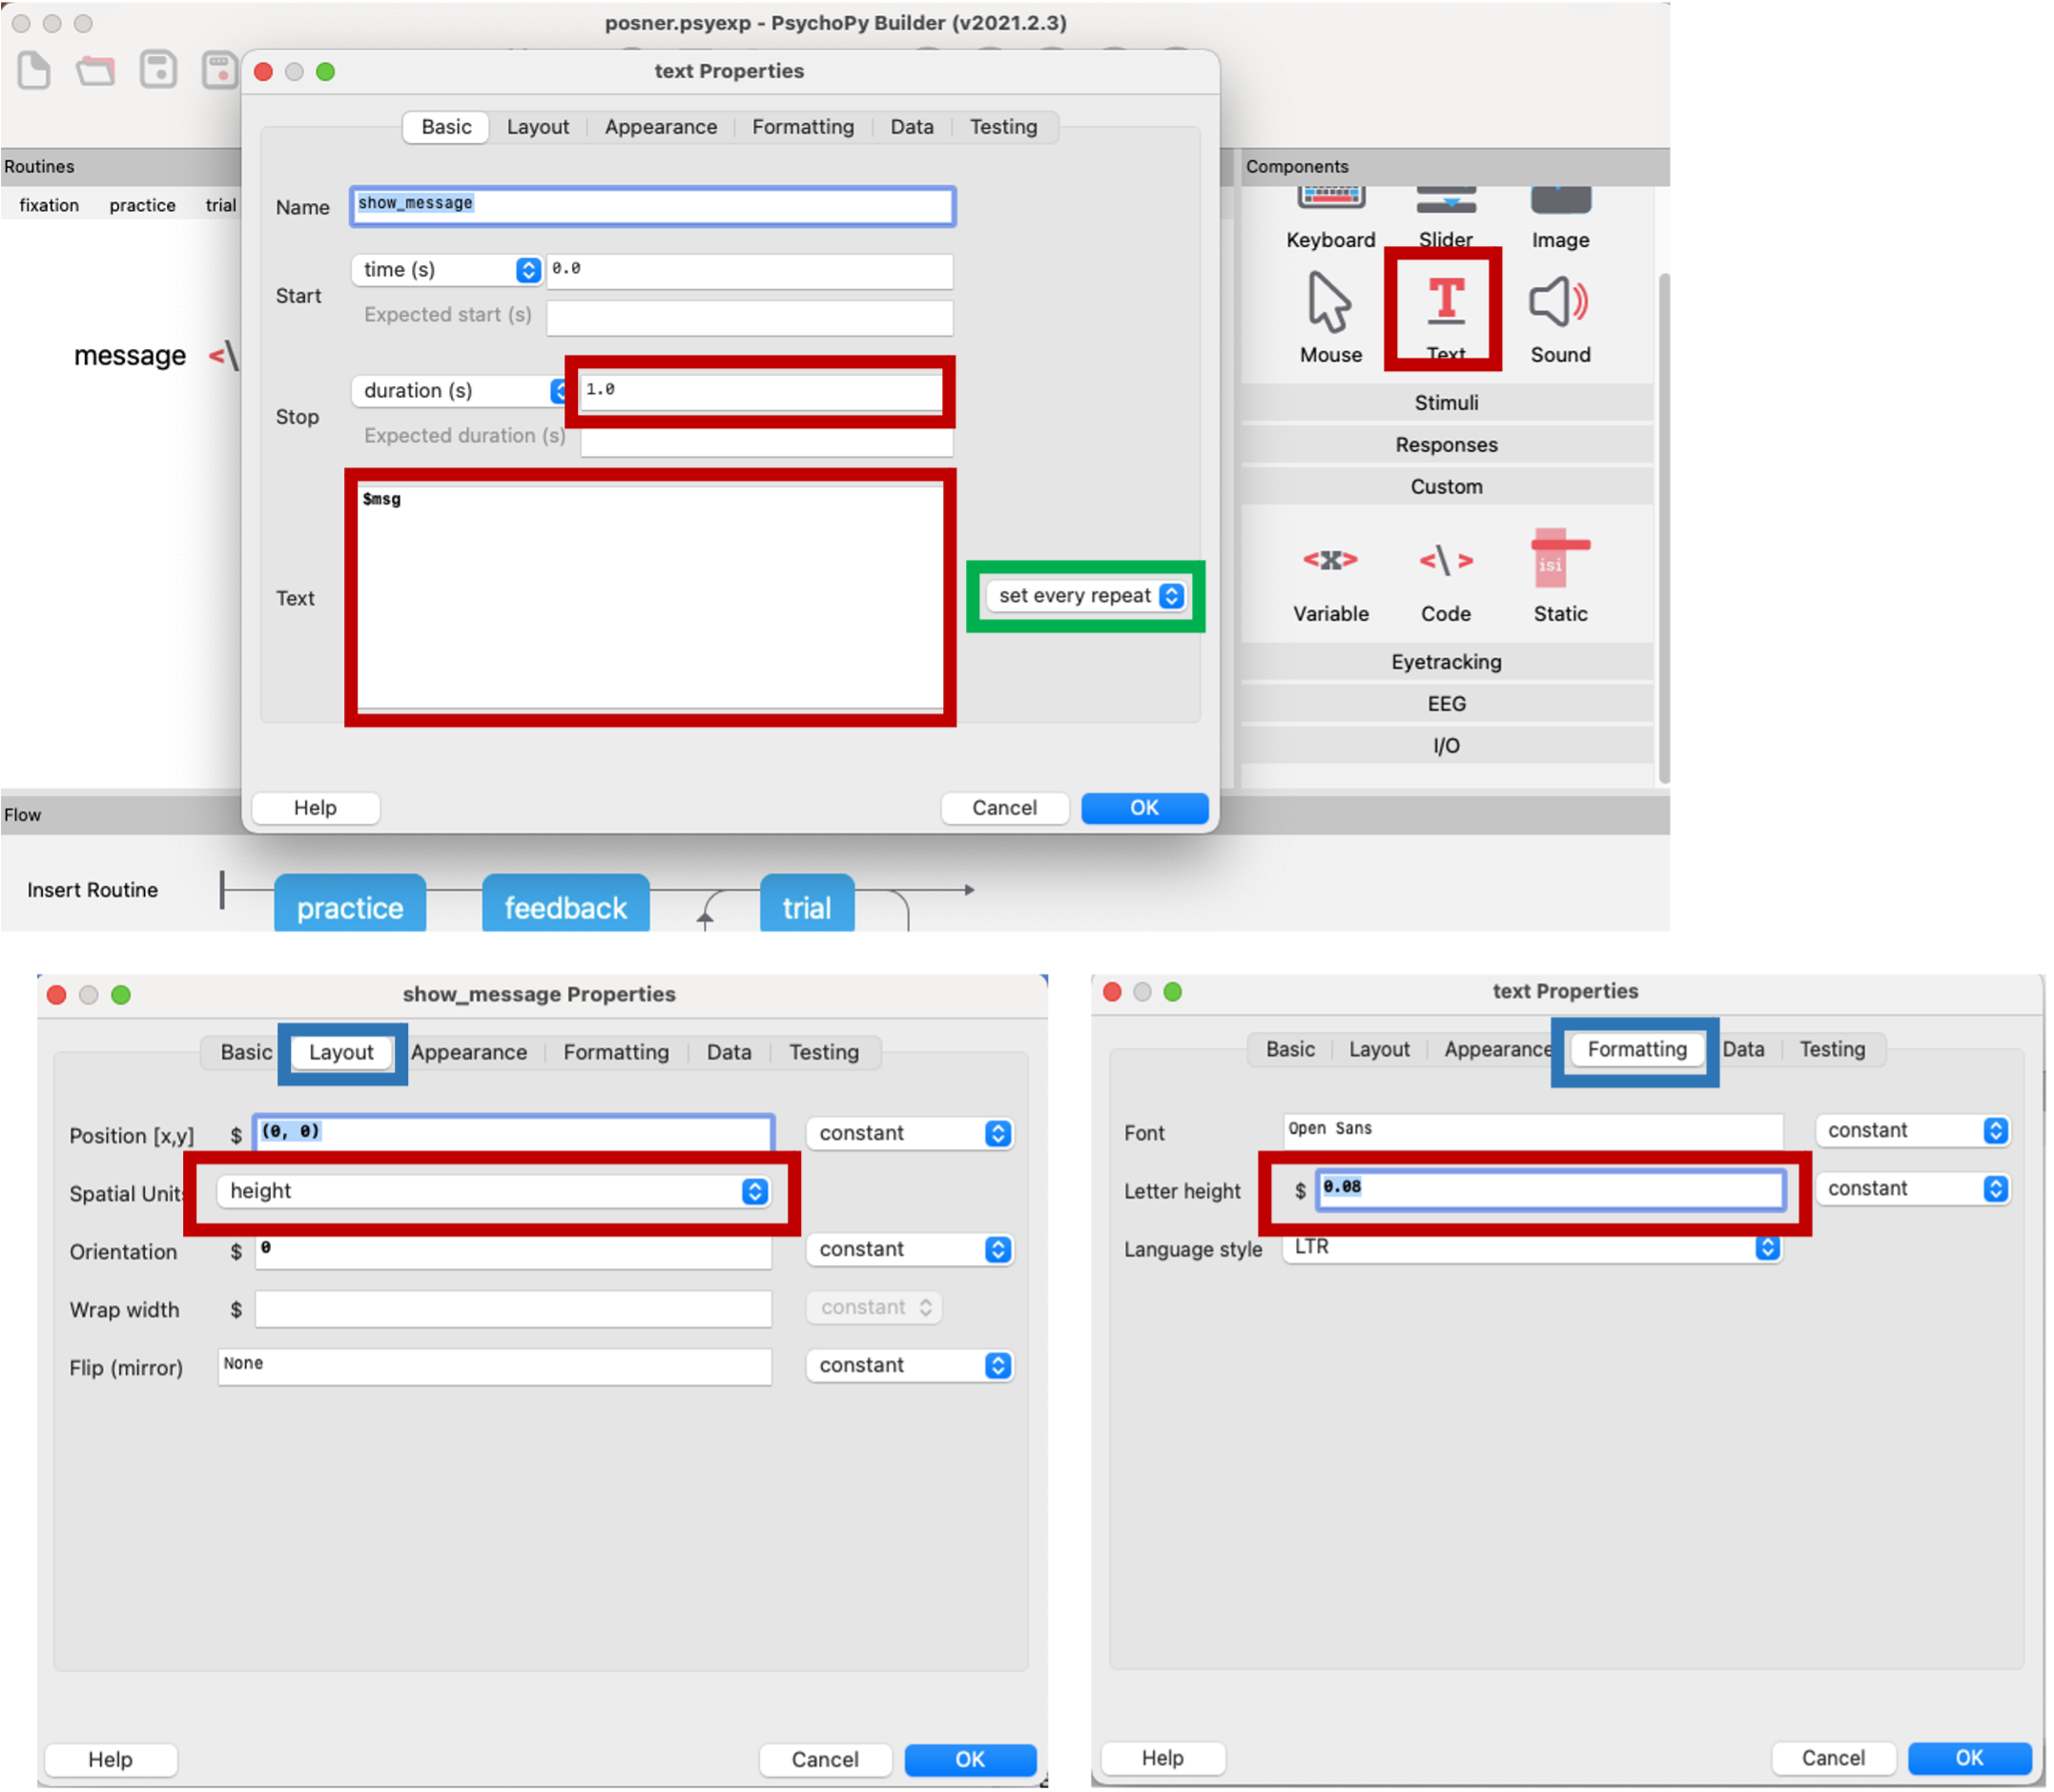 posner.psyexp - PsychoPy Builder (v2021.2.3)
text Properties
Basic Layout Appearance Formatting Data Testing
Routines
Components
fixation practice trial
Name show_message
Keyboard Slider Image
time (s) 0.0
Start
Expected start (s)
message
Mouse Text Sound
duration (s) 1.0
Stop
Expected duration (s)
Stimuli
Responses
Custom
$msg
Text
set every repeat
isi
Variable Code Static
Eyetracking
EEG
I/O
Help Cancel OK
Flow
Insert Routine practice feedback trial
show_message Properties
Basic Layout Appearance Formatting Data Testing
Position [x,y] $ (0, 0) constant
Spatial Units height
Orientation $ 0 constant
Wrap width $ constant
Flip (mirror) None constant
Help Cancel OK
text Properties
Basic Layout Appearance Formatting Data Testing
Font Open Sans constant
Letter height $ 0.08 constant
Language style LTR
Help Cancel OK